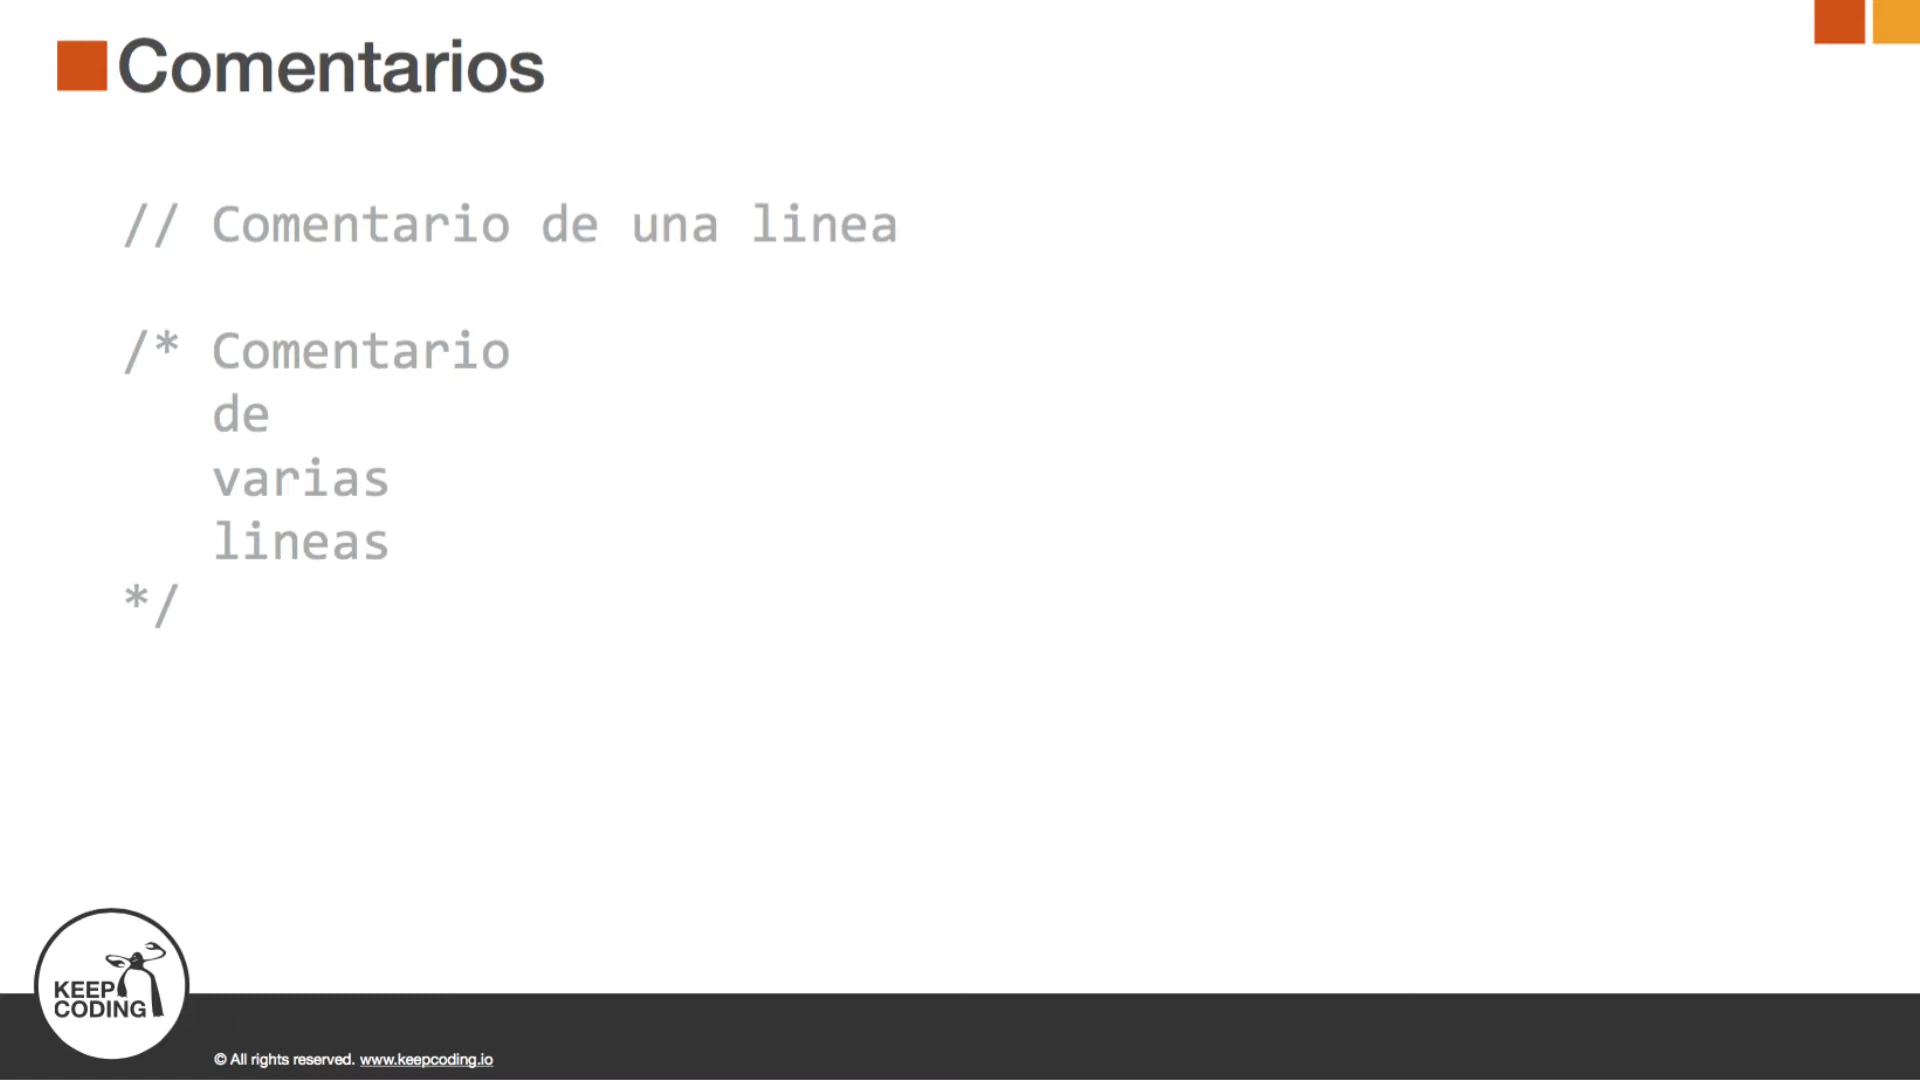 Comentarios
// Comentario de una linea
/* Comentario
de
varias
lineas
*/
KEEP
CODING
© All rights reserved. www.keepcoding.io